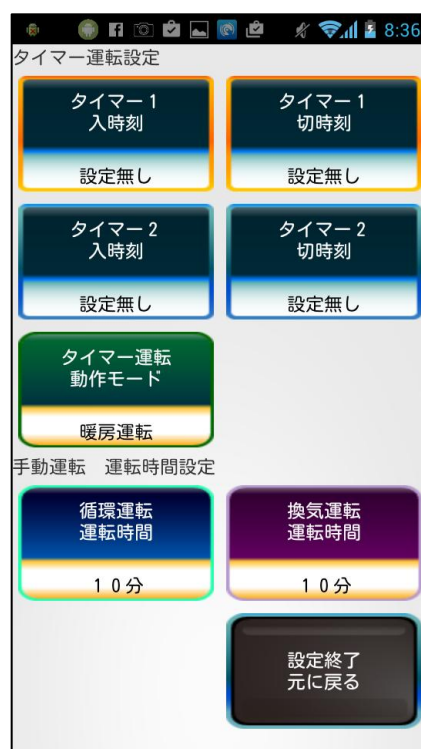 8:36
タイマー運転設定
タイマー1
入時刻
設定無し
タイマー1
切時刻
設定無し
タイマー2
入時刻
設定無し
タイマー2
切時刻
設定無し
タイマー運転
動作モード
暖房運転
手動運転　運転時間設定
循環運転
運転時間
１０分
換気運転
運転時間
１０分
設定終了
元に戻る